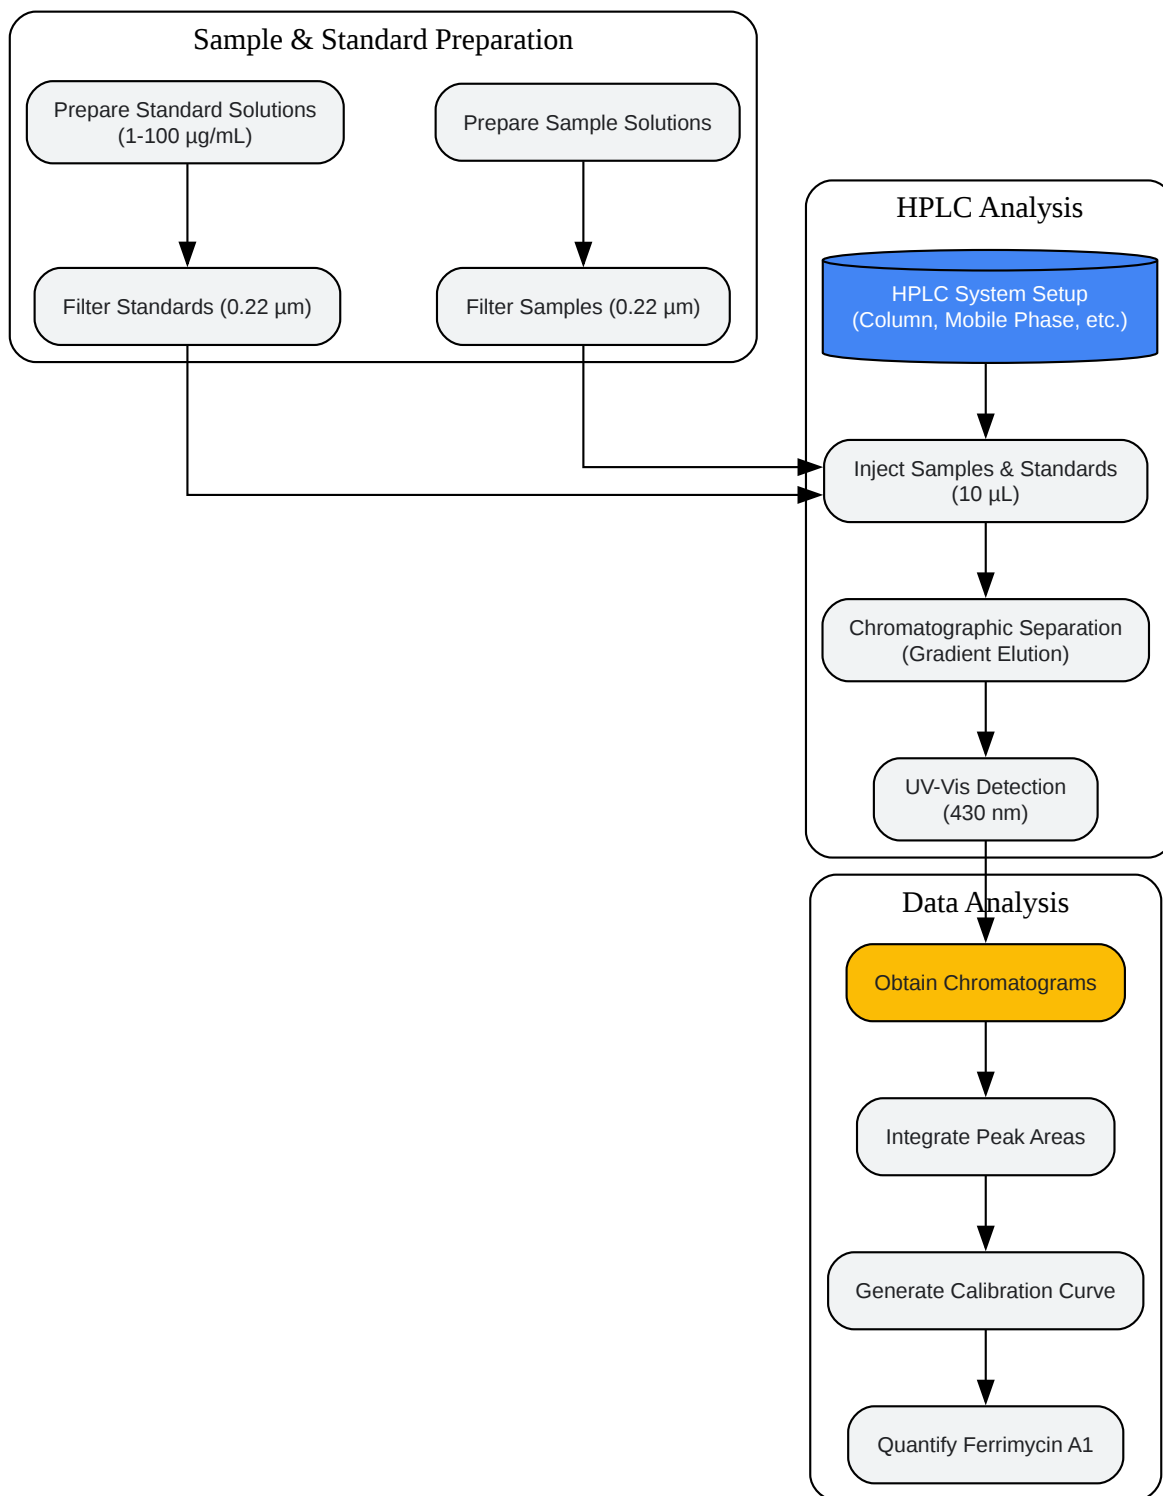 Sample & Standard Preparation
Prepare Standard Solutions
(1-100 µg/mL)
Prepare Sample Solutions
Filter Standards (0.22 µm)
Filter Samples (0.22 µm)
HPLC Analysis
HPLC System Setup
(Column, Mobile Phase, etc.)
Inject Samples & Standards
(10 µL)
Chromatographic Separation
(Gradient Elution)
UV-Vis Detection
(430 nm)
Data Analysis
Obtain Chromatograms
Integrate Peak Areas
Generate Calibration Curve
Quantify Ferrimycin A1